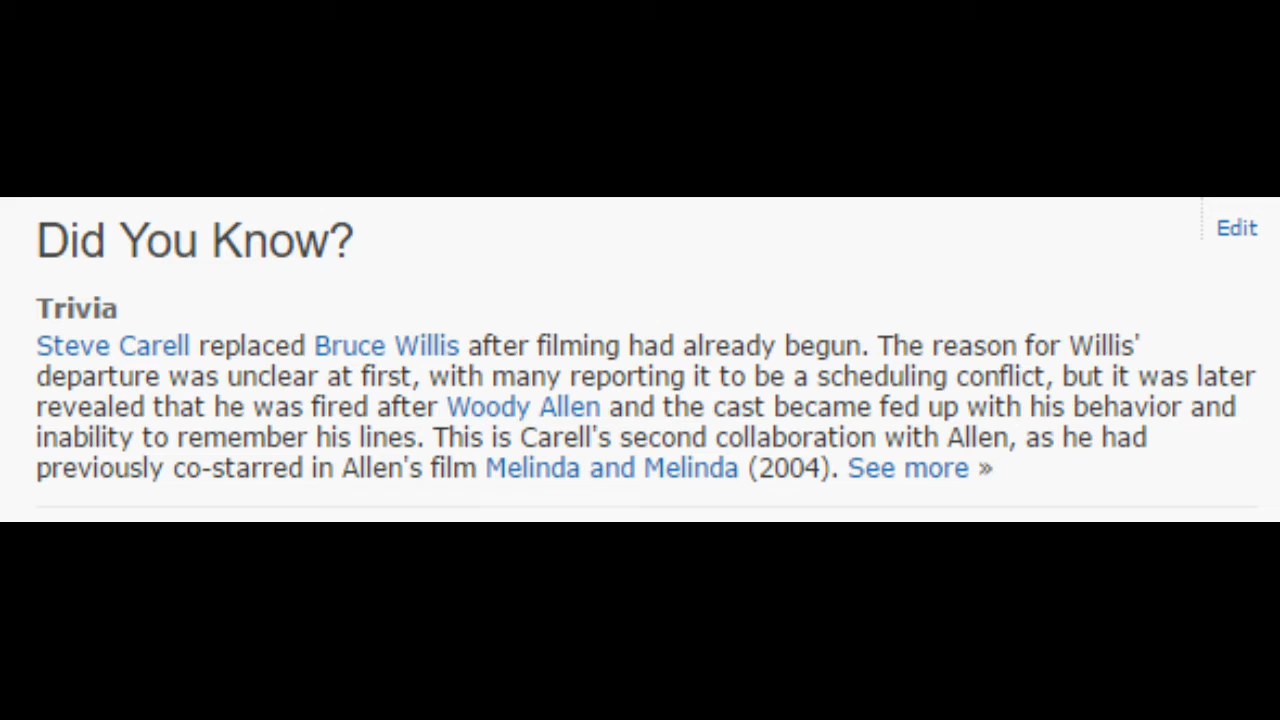 Did You Know?
Edit
Trivia
Steve Carell replaced Bruce Willis after filming had already begun. The reason for Willis'
departure was unclear at first, with many reporting it to be a scheduling conflict, but it was later
revealed that he was fired after Woody Allen and the cast became fed up with his behavior and
inability to remember his lines. This is Carell's second collaboration with Allen, as he had
previously co-starred in Allen's film Melinda and Melinda (2004). See more »